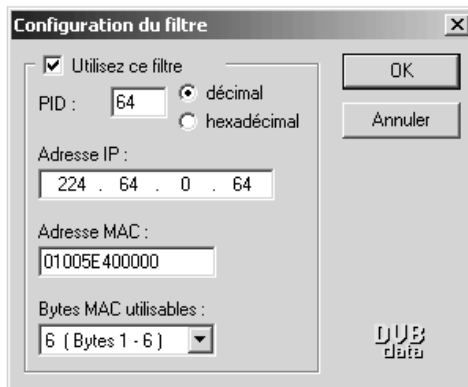 Configuration du filtre
Utilisez ce filtre
OK
PID :
64
décimal
hexadécimal
Annuler
Adresse IP :
224 . 64 . 0 . 64
Adresse MAC :
01005E400000
Bytes MAC utilisables :
6 ( Bytes 1 - 6 )
DVB
data